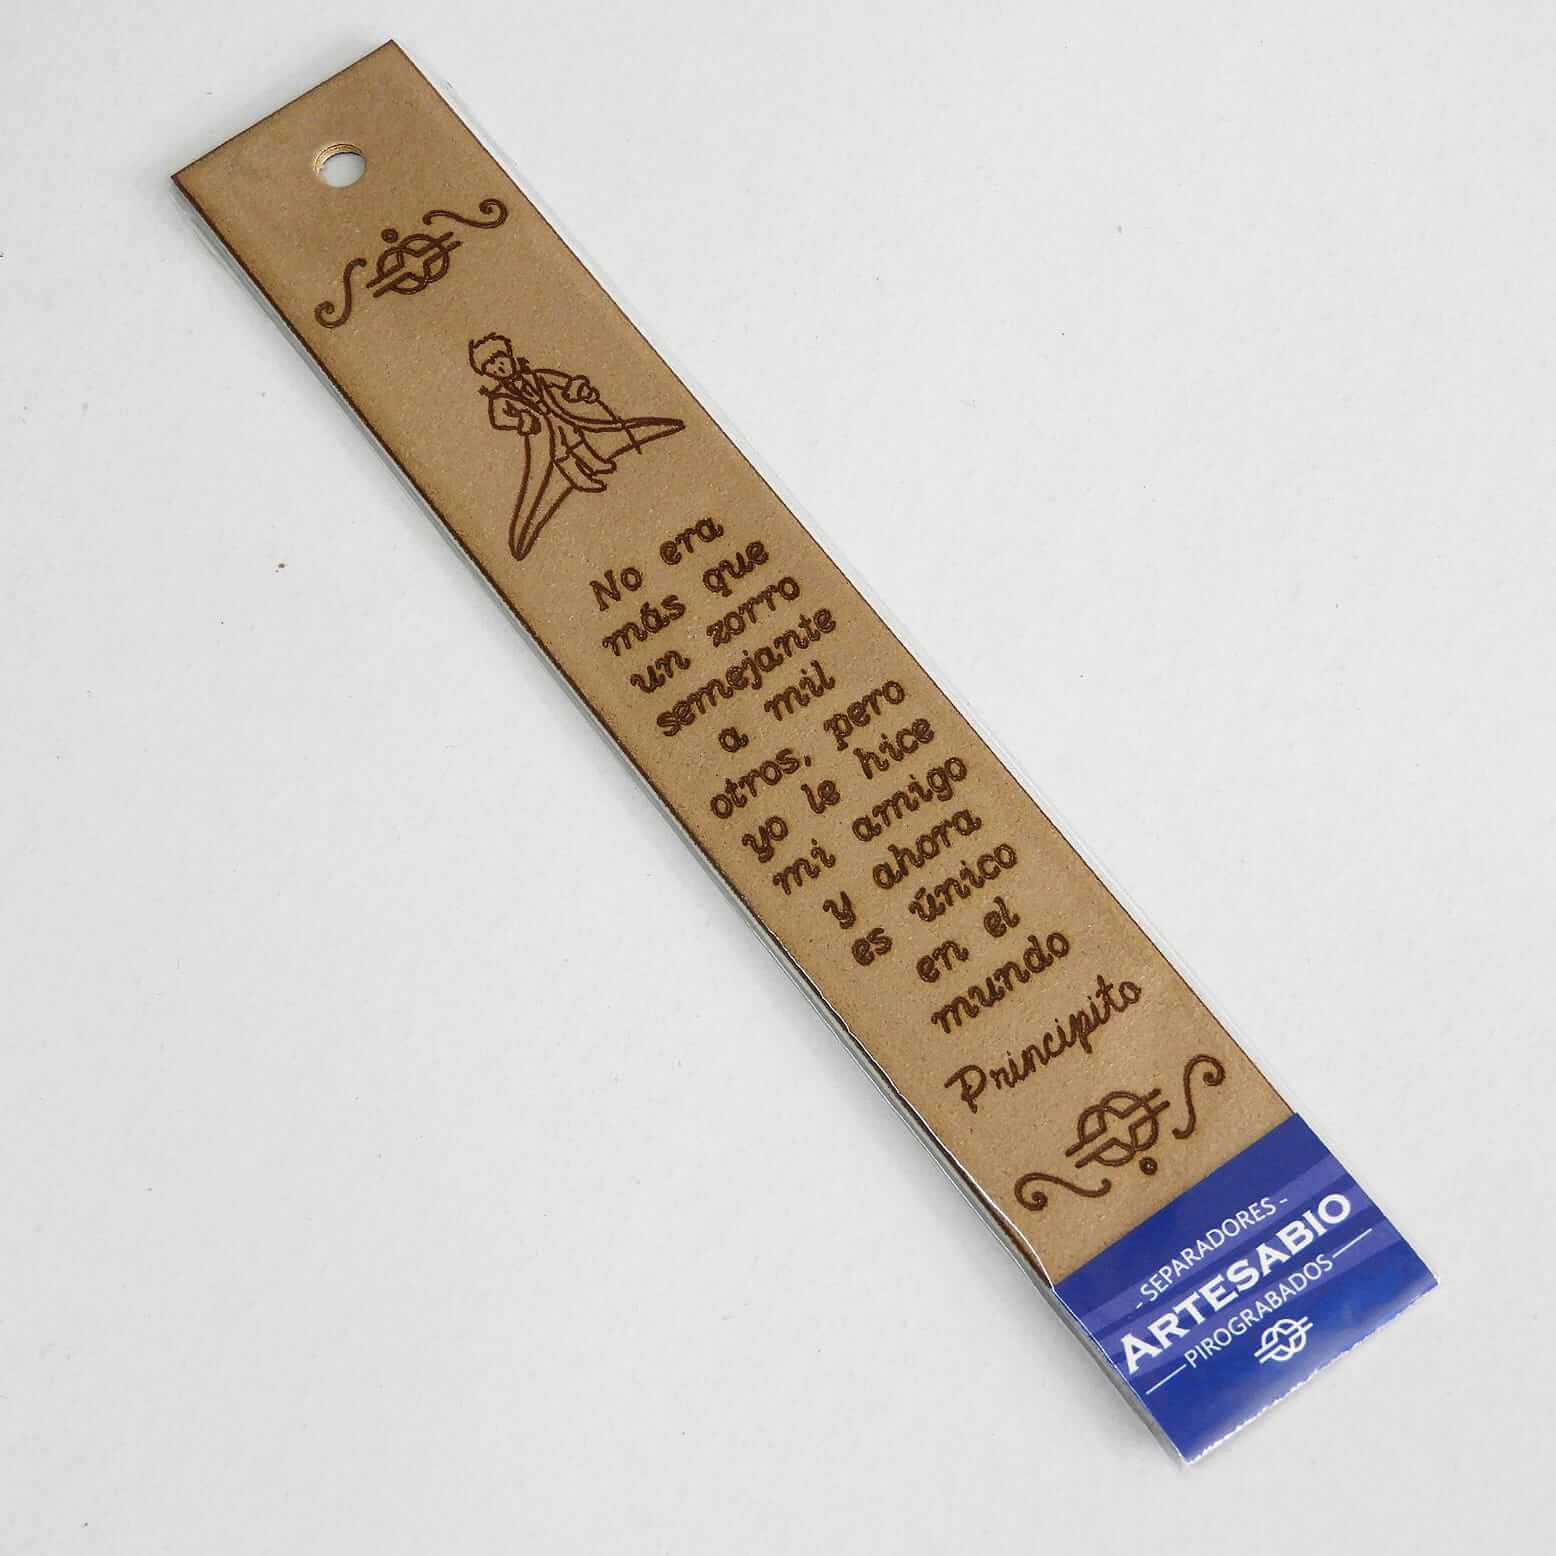 No era
más que
un zorro
semejante
a mil
otros, pero
yo le hice
mi amigo
y ahora
es único
en el
mundo
Principito
- SEPARADORES -
ARTESABIO
PIROGRABADOS